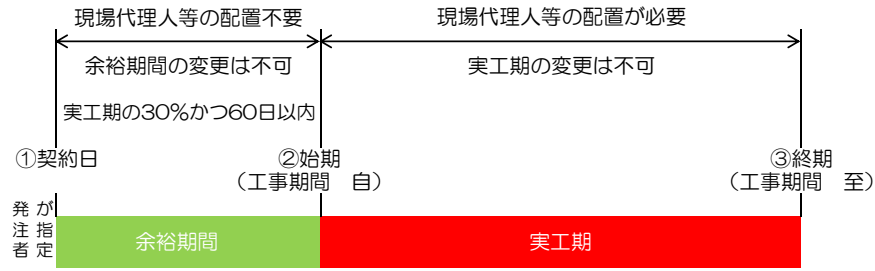 現場代理人等の配置不要
現場代理人等の配置が必要
余裕期間の変更は不可
実工期の変更は不可
実工期の30%かつ60日以内
①契約日
②始期
(工事期間 自)
③終期
(工事期間 至)
発注者
が指定
余裕期間
実工期